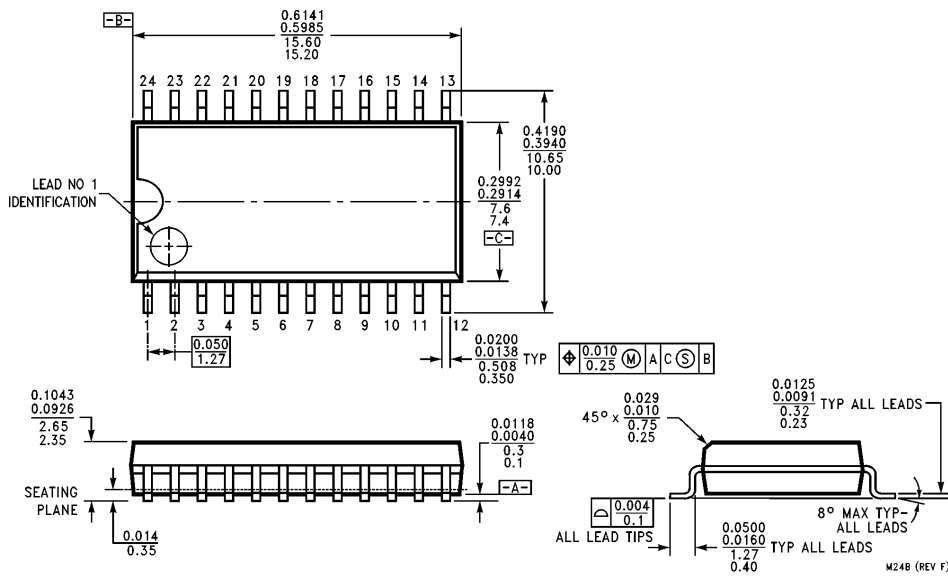 -B-
0.6141
0.5985
15.60
15.20
24 23 22 21 20 19 18 17 16 15 14 13
LEAD NO 1
IDENTIFICATION
0.2992
0.2914
7.6
7.4
-C-
0.4190
0.3940
10.65
10.00
1 2 3 4 5 6 7 8 9 10 11 12
0.050
1.27
0.0200
0.0138
0.508
0.350
TYP
⌖ 0.010 0.25 Ⓜ A C Ⓢ B
0.1043
0.0926
2.65
2.35
SEATING
PLANE
0.014
0.35
0.0118
0.0040
0.3
0.1
-A-
45° x
0.029
0.010
0.75
0.25
0.0125
0.0091
0.32
0.23
TYP ALL LEADS
0.004
0.1
ALL LEAD TIPS
0.0500
0.0160
1.27
0.40
TYP ALL LEADS
8° MAX TYP-
ALL LEADS
M24B (REV F)